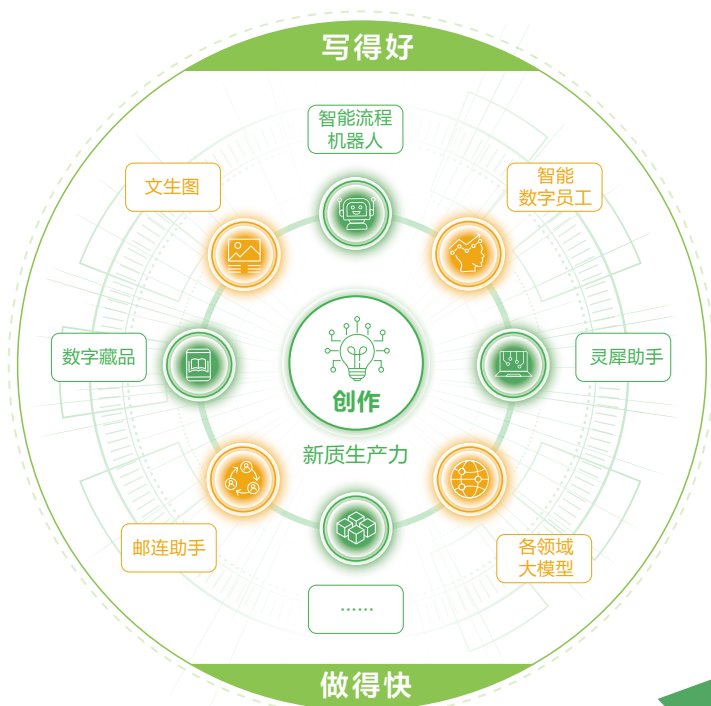 写得好
智能流程
机器人
文生图
智能
数字员工
数字藏品
灵犀助手
创作
新质生产力
邮连助手
各领域
大模型
……
做得快